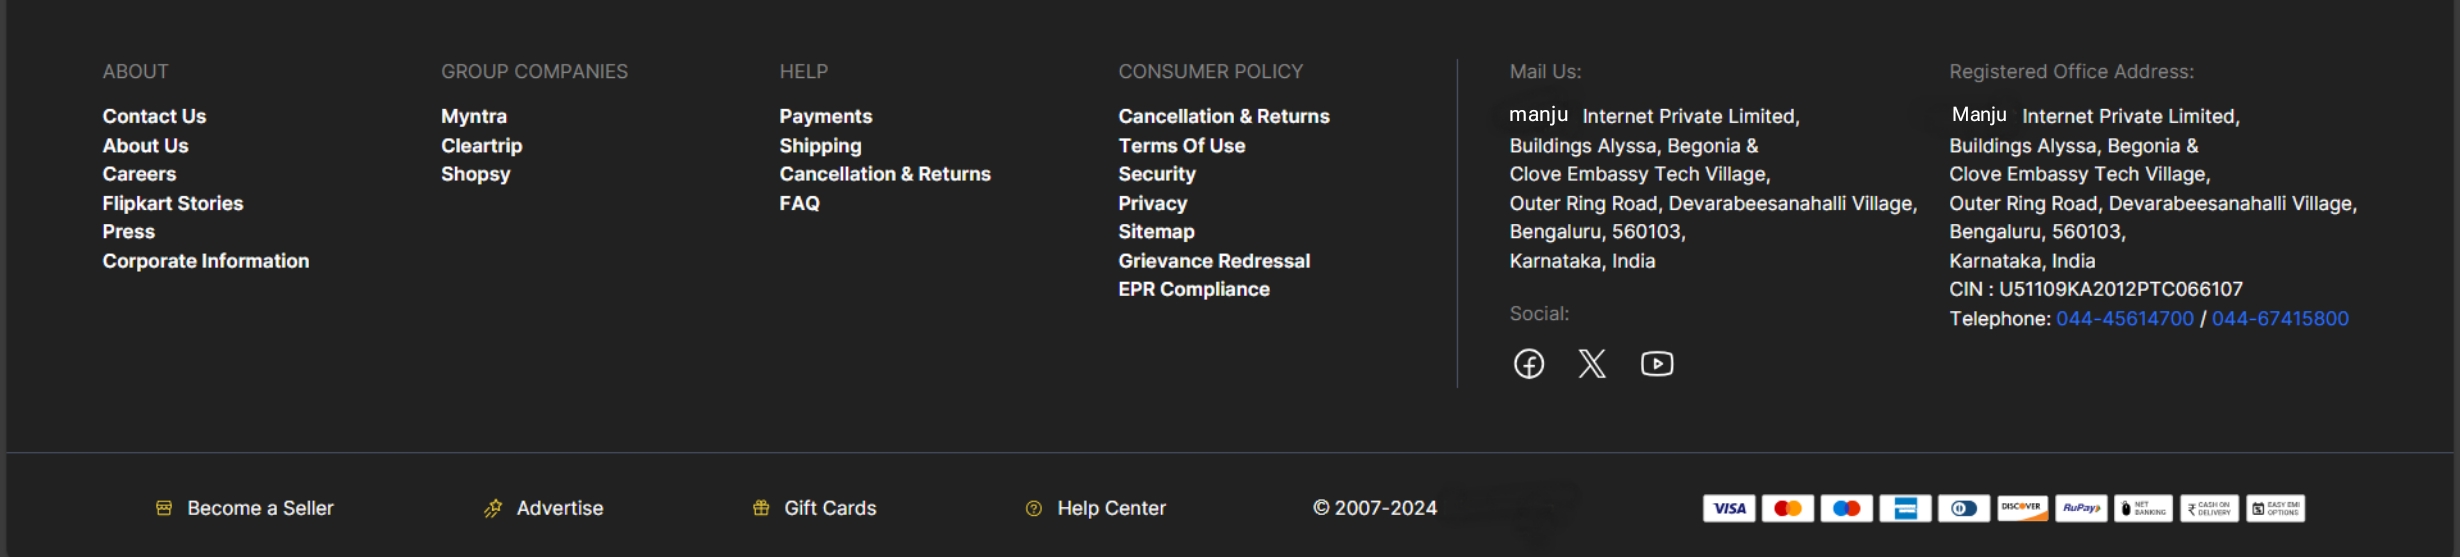 ABOUT
Contact Us
About Us
Careers
Flipkart Stories
Press
Corporate Information
GROUP COMPANIES
Myntra
Cleartrip
Shopsy
HELP
Payments
Shipping
Cancellation & Returns
FAQ
CONSUMER POLICY
Cancellation & Returns
Terms Of Use
Security
Privacy
Sitemap
Grievance Redressal
EPR Compliance
Mail Us:
manju Internet Private Limited,
Buildings Alyssa, Begonia &
Clove Embassy Tech Village,
Outer Ring Road, Devarabeesanahalli Village,
Bengaluru, 560103,
Karnataka, India
Social:
Registered Office Address:
Manju Internet Private Limited,
Buildings Alyssa, Begonia &
Clove Embassy Tech Village,
Outer Ring Road, Devarabeesanahalli Village,
Bengaluru, 560103,
Karnataka, India
CIN : U51109KA2012PTC066107
Telephone: 044-45614700 / 044-67415800
Become a Seller
Advertise
Gift Cards
Help Center
© 2007-2024
VISA
DISCOVER
RuPay
NET BANKING
₹ CASH ON DELIVERY
EASY EMI OPTIONS